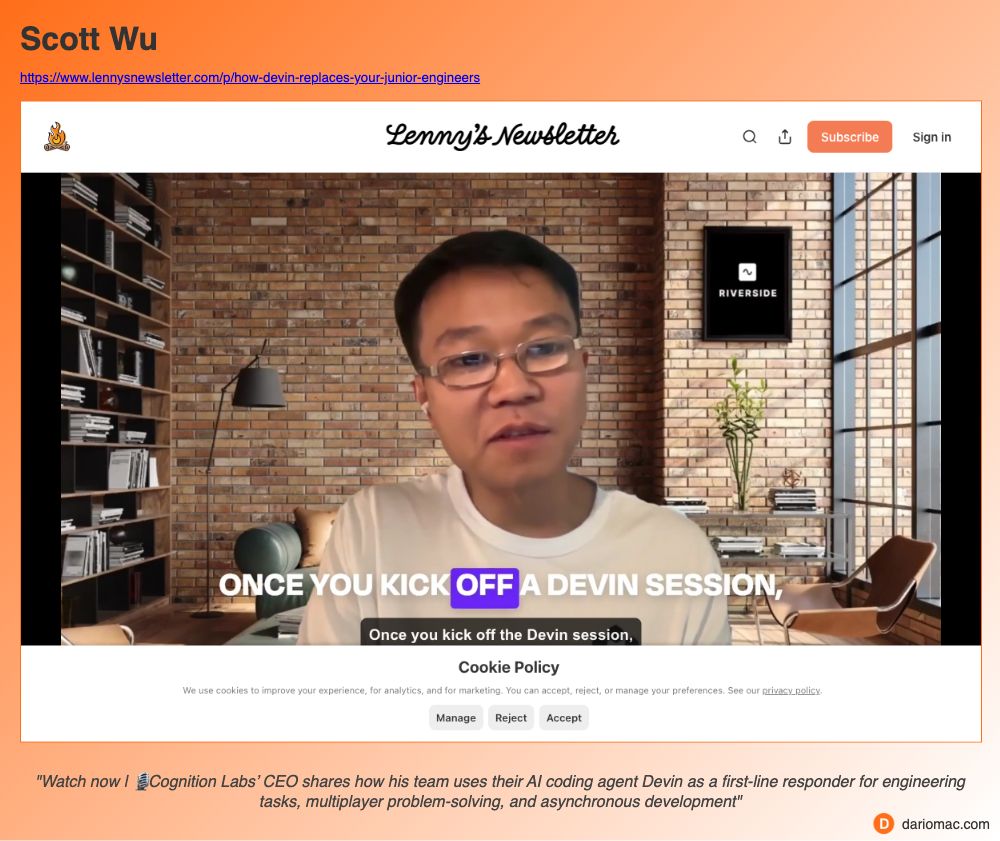 Scott Wu
https://www.lennysnewsletter.com/p/how-devin-replaces-your-junior-engineers
Lenny's Newsletter
Subscribe
Sign in
RIVERSIDE
ONCE YOU KICK OFF A DEVIN SESSION,
Once you kick off the Devin session,
Cookie Policy
We use cookies to improve your experience, for analytics, and for marketing. You can accept, reject, or manage your preferences. See our privacy policy.
Manage Reject Accept
"Watch now | 🎙️Cognition Labs’ CEO shares how his team uses their AI coding agent Devin as a first-line responder for engineering
tasks, multiplayer problem-solving, and asynchronous development"
D dariomac.com